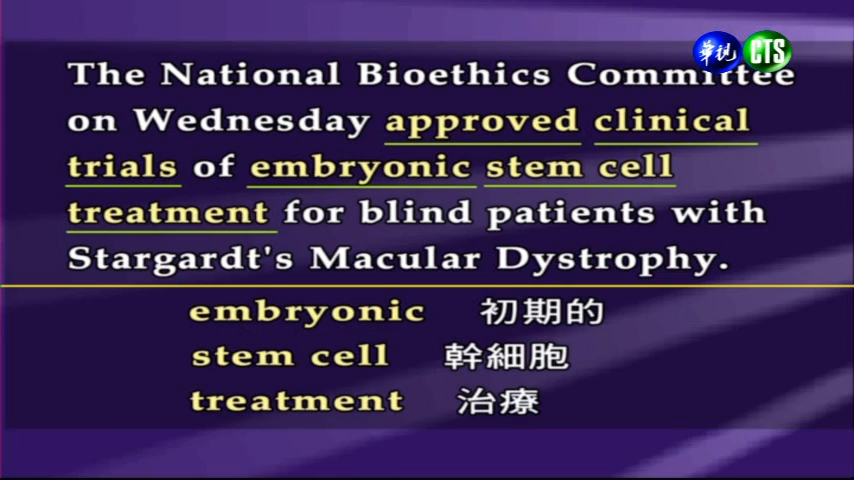 華視 CTS
The National Bioethics Committee
on Wednesday approved clinical
trials of embryonic stem cell
treatment for blind patients with
Stargardt's Macular Dystrophy.
embryonic 初期的
stem cell 幹細胞
treatment 治療